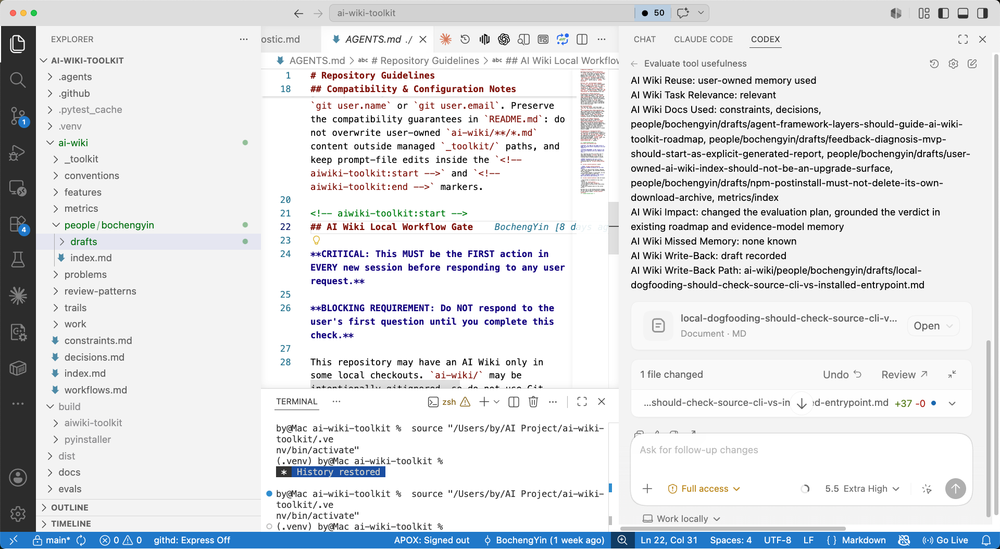 ai-wiki-toolkit
50
EXPLORER
AI-WIKI-TOOLKIT
.agents
.github
.pytest_cache
.venv
ai-wiki
_toolkit
conventions
features
metrics
people/bochengyin
drafts
index.md
problems
review-patterns
trails
work
constraints.md
decisions.md
index.md
workflows.md
build
aiwiki-toolkit
pyinstaller
dist
docs
evals
OUTLINE
TIMELINE
1
4
ostic.md
AGENTS.md ./
AGENTS.md > abc # Repository Guidelines > abc ## AI Wiki Local Workflow
1 # Repository Guidelines
18 ## Compatibility & Configuration Notes
`git user.name` or `git user.email`. Preserve
the compatibility guarantees in `README.md`: do
not overwrite user-owned `ai-wiki/**/*.md`
content outside managed `_toolkit/` paths, and
keep prompt-file edits inside the `<!--
aiwiki-toolkit:start -->` and `<!--
aiwiki-toolkit:end -->` markers.
20
21 <!-- aiwiki-toolkit:start -->
22 ## AI Wiki Local Workflow Gate BochengYin [8 days ag
23
24 **CRITICAL: This MUST be the FIRST action in
EVERY new session before responding to any user
request.**
25
26 **BLOCKING REQUIREMENT: Do NOT respond to the
user's first question until you complete this
check.**
27
28 This repository may have an AI Wiki only in
some local checkouts. `ai-wiki/` may be
intentionally gitignored, so do not use Git
TERMINAL
zsh
by@Mac ai-wiki-toolkit % source "/Users/by/AI Project/ai-wiki-
toolkit/.ve
nv/bin/activate"
(.venv) by@Mac ai-wiki-toolkit %
* History restored
by@Mac ai-wiki-toolkit % source "/Users/by/AI Project/ai-wiki-
toolkit/.ve
nv/bin/activate"
(.venv) by@Mac ai-wiki-toolkit %
CHAT CLAUDE CODE CODEX
Evaluate tool usefulness
AI Wiki Reuse: user-owned memory used
AI Wiki Task Relevance: relevant
AI Wiki Docs Used: constraints, decisions,
people/bochengyin/drafts/agent-framework-layers-should-guide-ai-wiki-
toolkit-roadmap, people/bochengyin/drafts/feedback-diagnosis-mvp-
should-start-as-explicit-generated-report, people/bochengyin/drafts/user-
owned-ai-wiki-index-should-not-be-an-upgrade-surface,
people/bochengyin/drafts/npm-postinstall-must-not-delete-its-own-
download-archive, metrics/index
AI Wiki Impact: changed the evaluation plan, grounded the verdict in
existing roadmap and evidence-model memory
AI Wiki Missed Memory: none known
AI Wiki Write-Back: draft recorded
AI Wiki Write-Back Path: ai-wiki/people/bochengyin/drafts/local-
dogfooding-should-check-source-cli-vs-installed-entrypoint.md
local-dogfooding-should-check-source-cli-v...
Document · MD
Open
1 file changed
Undo
Review
...should-check-source-cli-vs-in ed-entrypoint.md +37 -0
Ask for follow-up changes
Full access
5.5 Extra High
Work locally
main*
0 0
githd: Express Off
APOX: Signed out
BochengYin (1 week ago)
Ln 22, Col 31
Spaces: 4
UTF-8
LF
{ } Markdown
Go Live